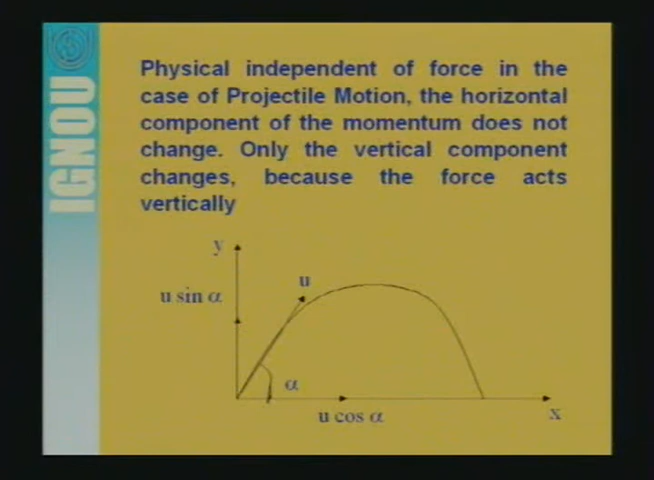 IGNOU
Physical independent of force in the
case of Projectile Motion, the horizontal
component of the momentum does not
change. Only the vertical component
changes, because the force acts
vertically
y
u
u sin α
α
u cos α
x